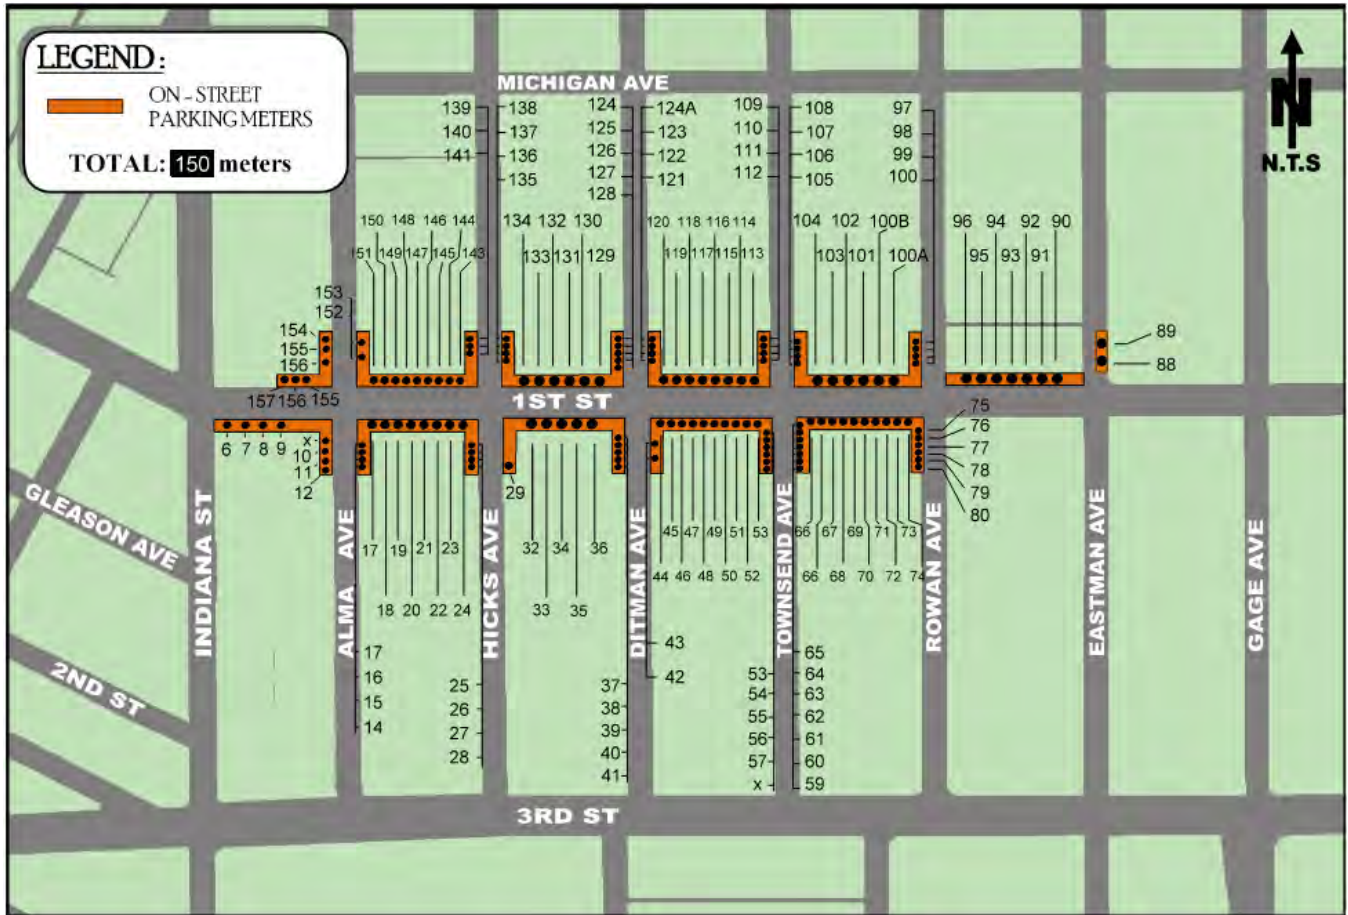 LEGEND:
ON-STREET
PARKING METERS
TOTAL: 150 meters
MICHIGAN AVE
N
N.T.S
139 138 124 124A 109 108 97
140 137 125 123 110 107 98
141 136 126 122 111 106 99
135 127 121 112 105 100
128
150 148 146 144 134 132 130 120 118 116 114 104 102 100B 96 94 92 90
151 149 147 145 143 133 131 129 119 117 115 113 103 101 100A 95 93 91
153
152
154
155
156
89
88
157 156 155
1ST ST
6 7 8 9
x
10
11
12
29
75
76
77
78
79
80
17 19 21 23 32 34 36 45 47 49 51 53 66 67 69 71 73
18 20 22 24 33 35 44 46 48 50 52 66 68 70 72 74
GLEASON AVE
2ND ST
INDIANA ST
ALMA AVE
HICKS AVE
DITMAN AVE
TOWNSEND AVE
ROWAN AVE
EASTMAN AVE
GAGE AVE
17
16
15
14
25
26
27
28
37
38
39
40
41
43
42
53
54
55
56
57
x
65
64
63
62
61
60
59
3RD ST